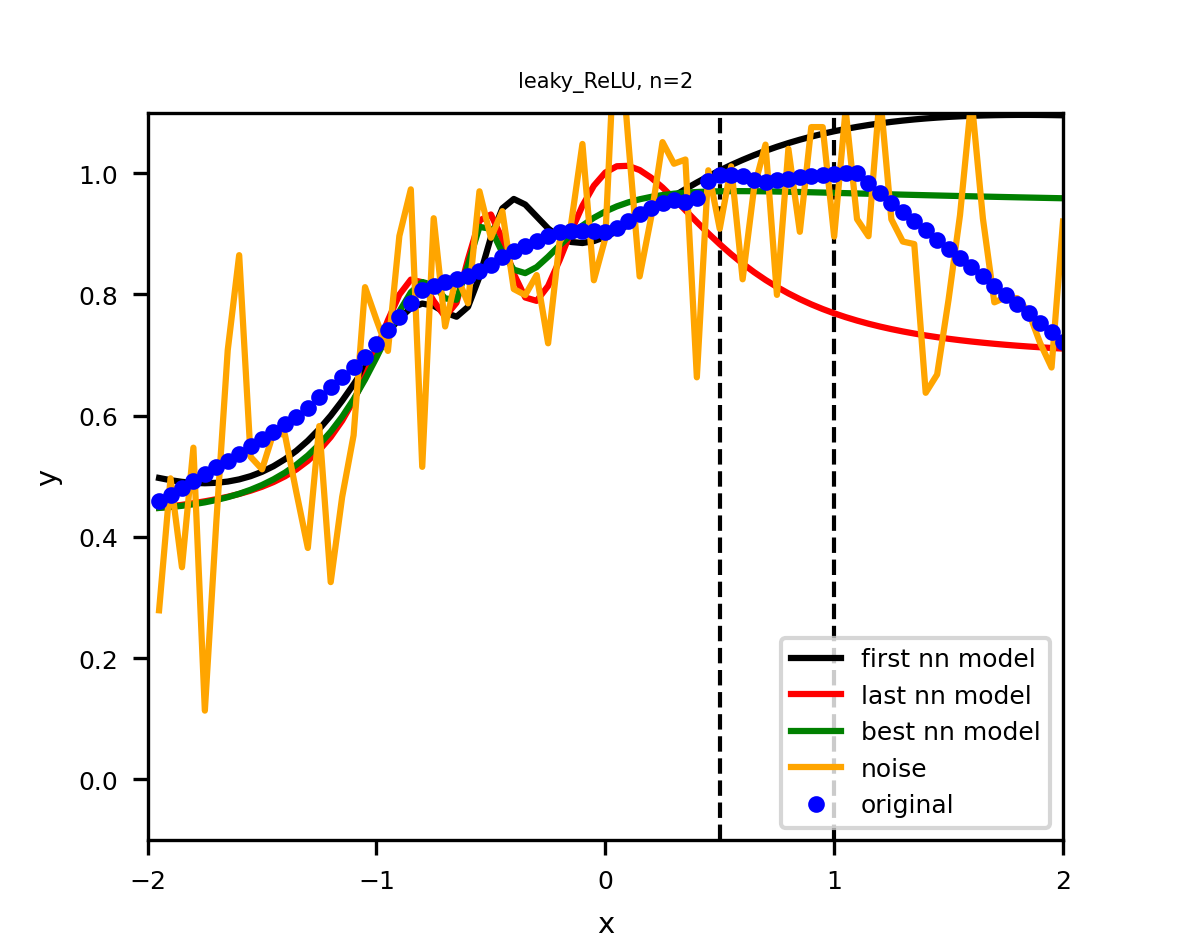 leaky_ReLU, n=2
1.0
0.8
0.6
0.4
0.2
0.0
y
−2
−1
0
1
2
x
first nn model
last nn model
best nn model
noise
original